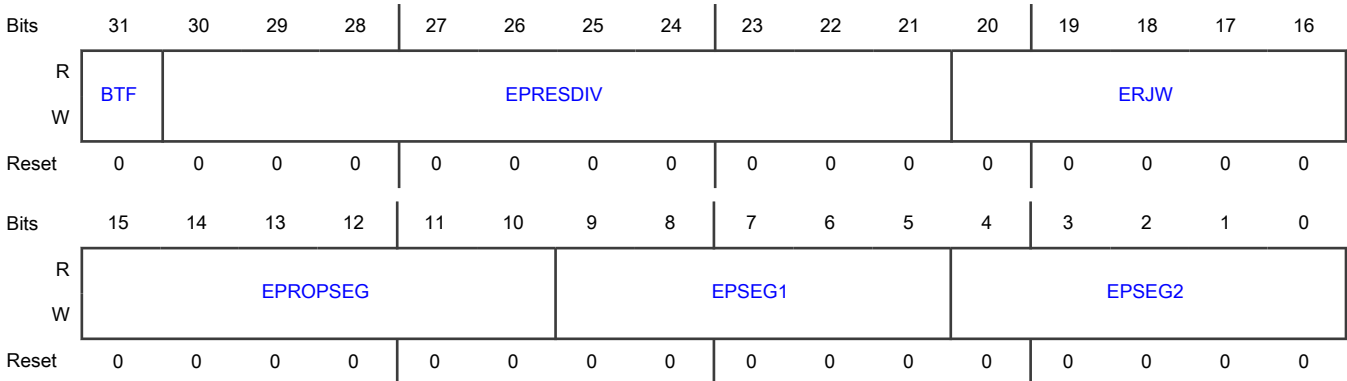 Bits 31 30 29 28 27 26 25 24 23 22 21 20 19 18 17 16
R
BTF EPRESDIV ERJW
W
Reset 0 0 0 0 0 0 0 0 0 0 0 0 0 0 0 0
Bits 15 14 13 12 11 10 9 8 7 6 5 4 3 2 1 0
R
EPROPSEG EPSEG1 EPSEG2
W
Reset 0 0 0 0 0 0 0 0 0 0 0 0 0 0 0 0